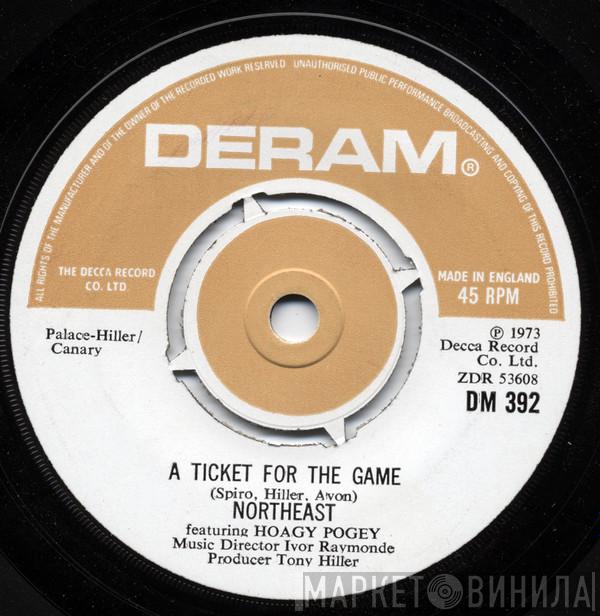 ALL RIGHTS OF THE MANUFACTURER AND OF THE OWNER OF THE RECORDED WORK RESERVED UNAUTHORISED PUBLIC PERFORMANCE BROADCASTING AND COPYING OF THIS RECORD PROHIBITED
DERAM®
THE DECCA RECORD
CO. LTD.
MADE IN ENGLAND
45 RPM
Palace-Hiller/
Canary
℗ 1973
Decca Record
Co. Ltd.
ZDR 53608
DM 392
A TICKET FOR THE GAME
(Spiro, Hiller, Avon)
NORTHEAST
featuring HOAGY POGEY
Music Director Ivor Raymonde
Producer Tony Hiller
МАРКЕТ ВИНИЛА